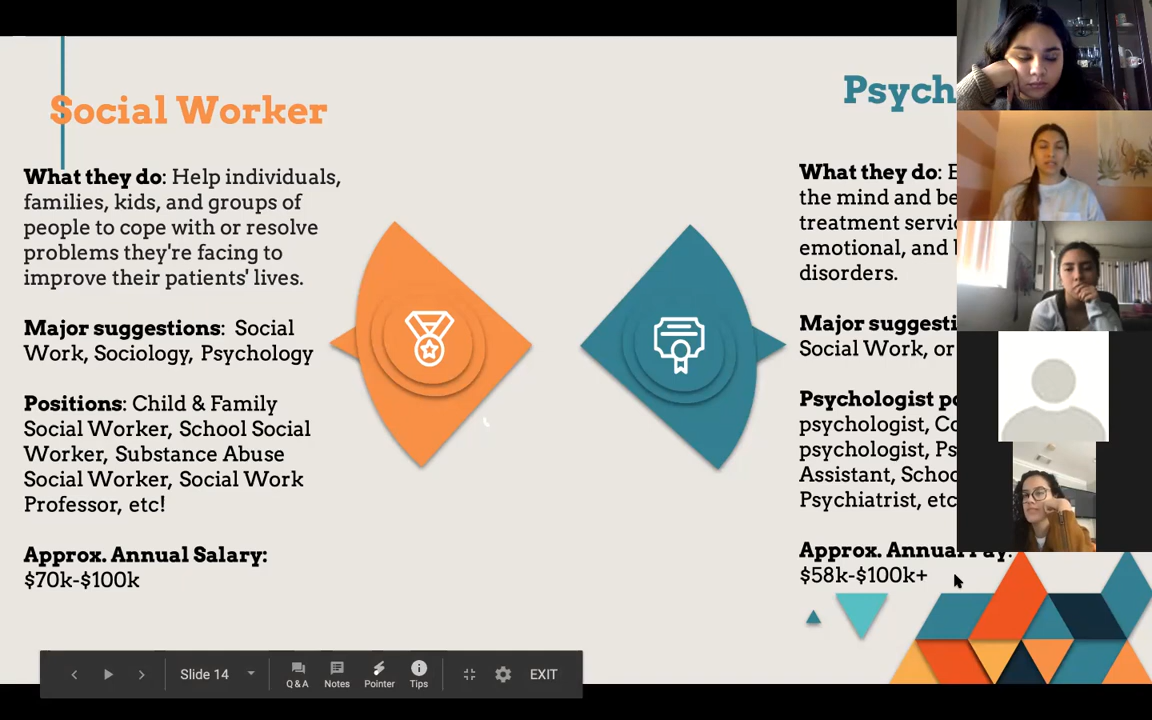 Social Worker
What they do: Help individuals,
families, kids, and groups of
people to cope with or resolve
problems they're facing to
improve their patients' lives.
Major suggestions:  Social
Work, Sociology, Psychology
Positions: Child & Family
Social Worker, School Social
Worker, Substance Abuse
Social Worker, Social Work
Professor, etc!
Approx. Annual Salary:
$70k-$100k
Psych
What they do: E
the mind and be
treatment servi
emotional, and
disorders.
Major suggesti
Social Work, or
Psychologist po
psychologist, Co
psychologist, Ps
Assistant, Schoo
Psychiatrist, etc
Approx. Annual Pay:
$58k-$100k+
Slide 14
Q&A
Notes
Pointer
Tips
EXIT